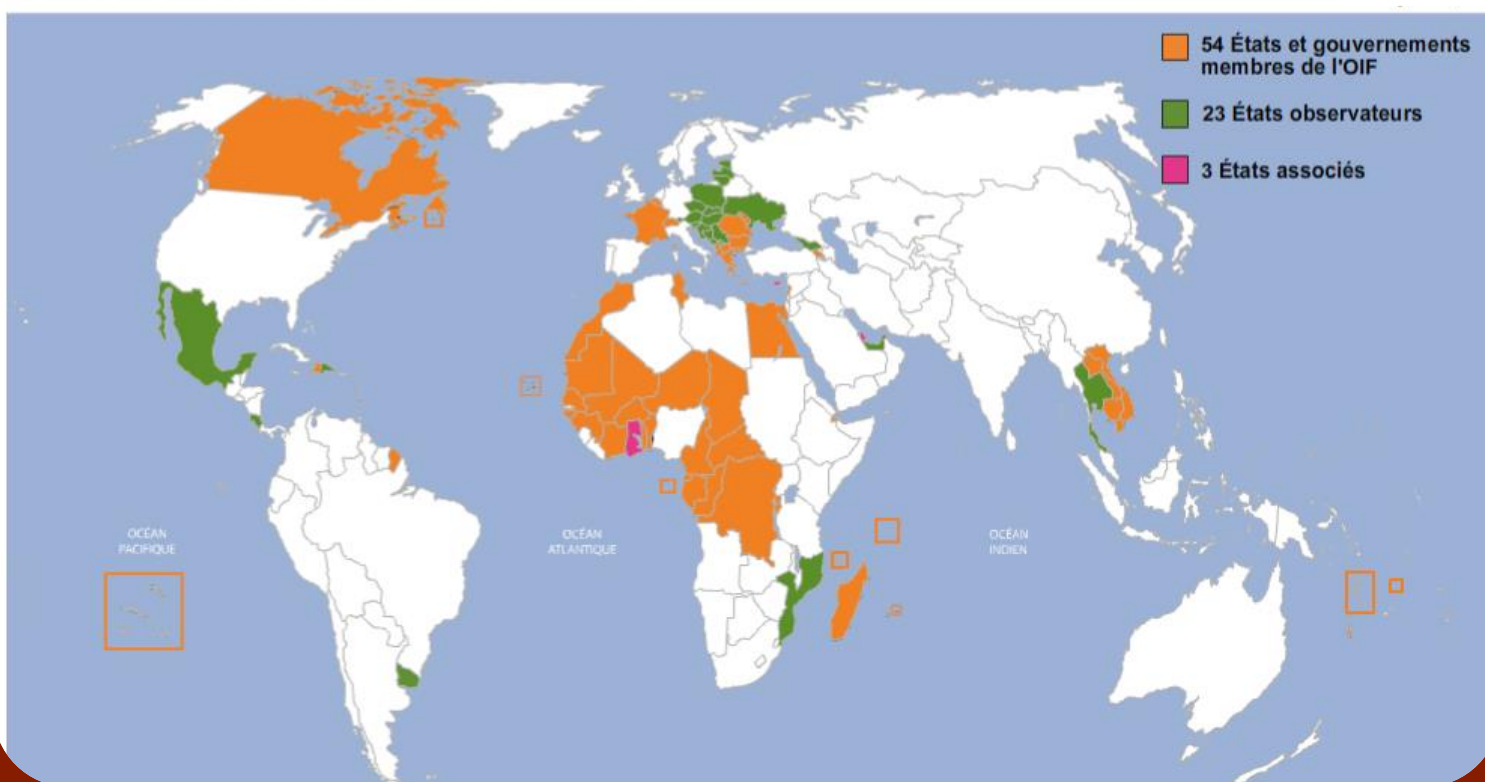 54 États et gouvernements
membres de l'OIF
23 États observateurs
3 États associés
OCÉAN
PACIFIQUE
OCÉAN
ATLANTIQUE
OCÉAN
INDIEN